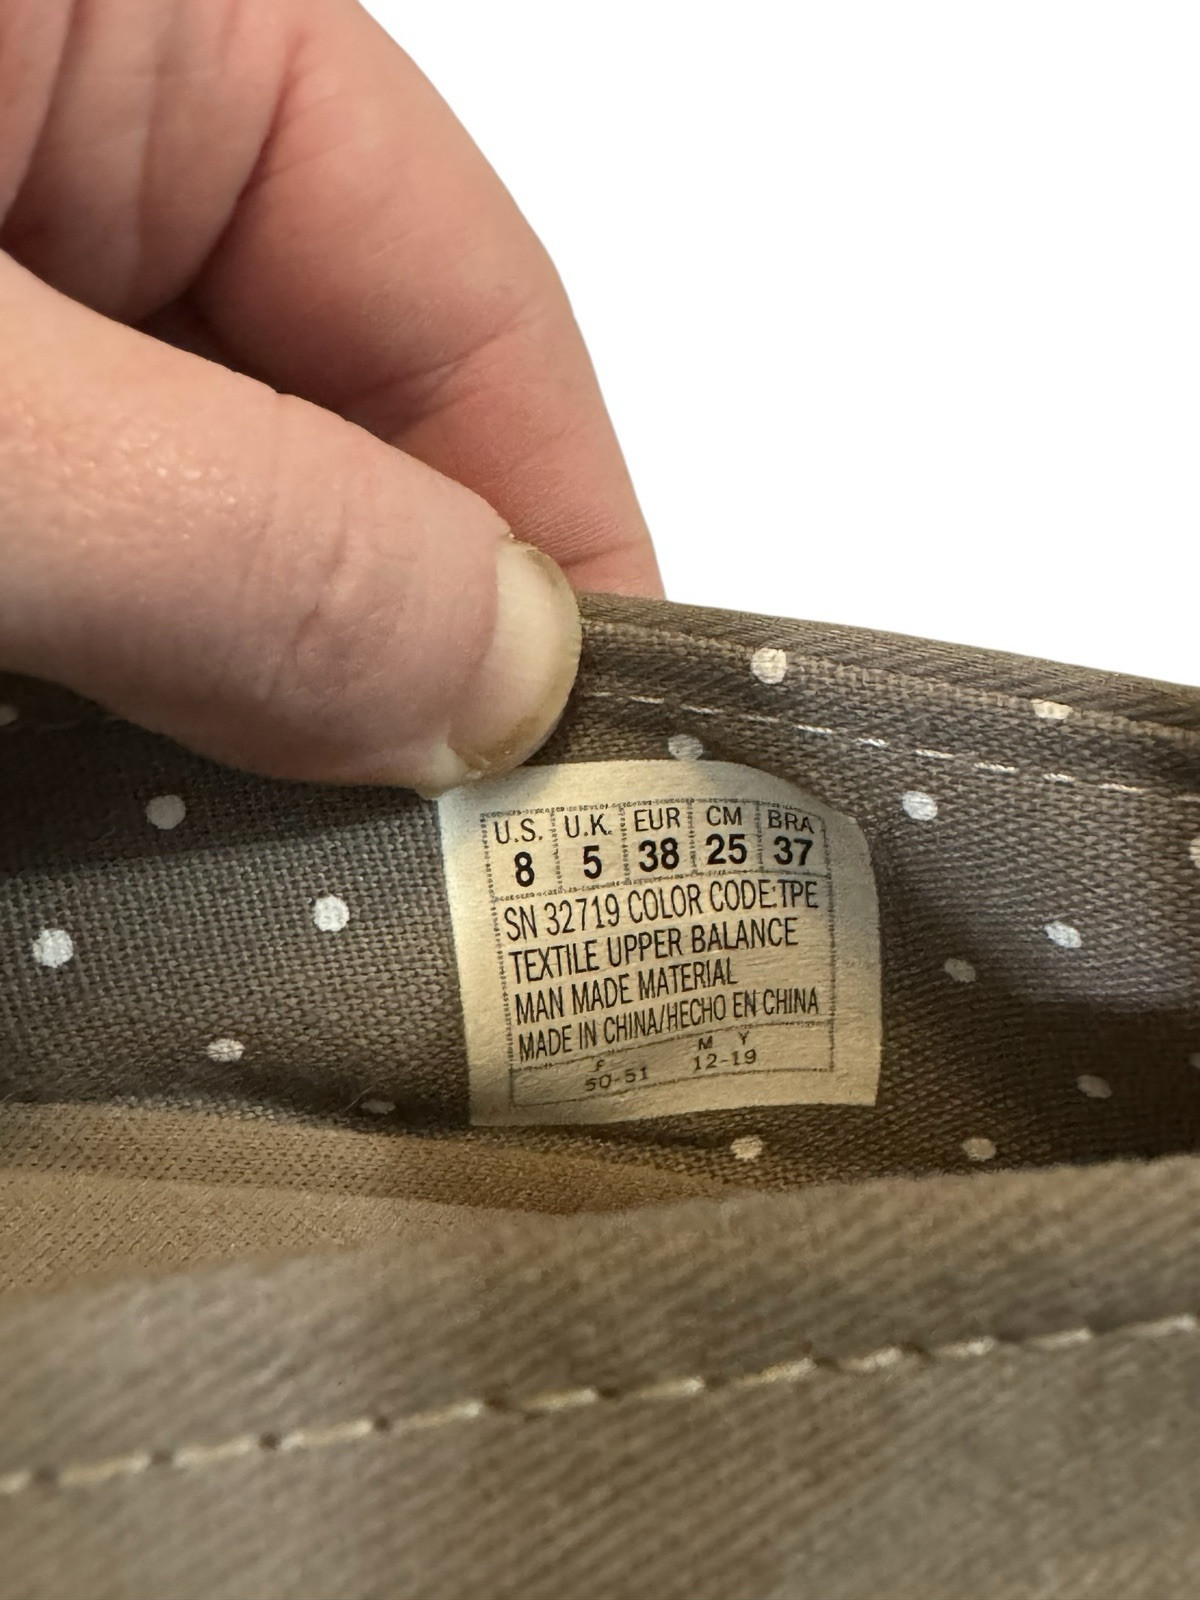 U.S. U.K. EUR CM BRA
8 5 38 25 37
SN 32719 COLOR CODE:TPE
TEXTILE UPPER BALANCE
MAN MADE MATERIAL
MADE IN CHINA/HECHO EN CHINA
F M Y
50-51 12-19